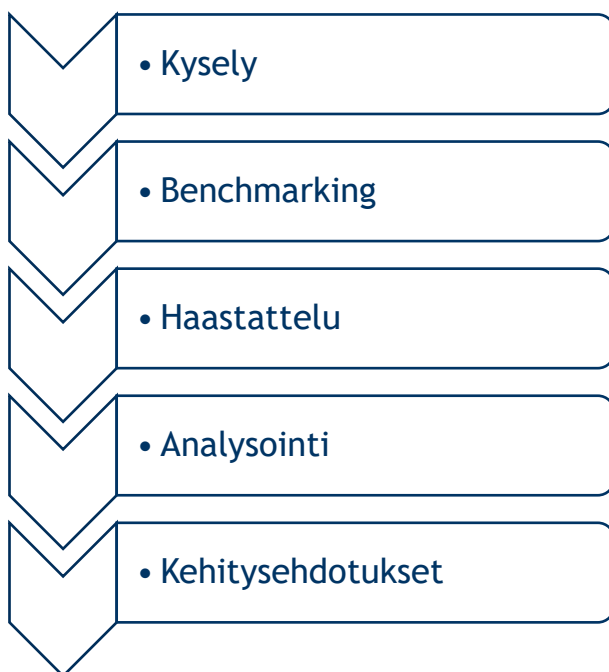 • Kysely
• Benchmarking
• Haastattelu
• Analysointi
• Kehitysehdotukset